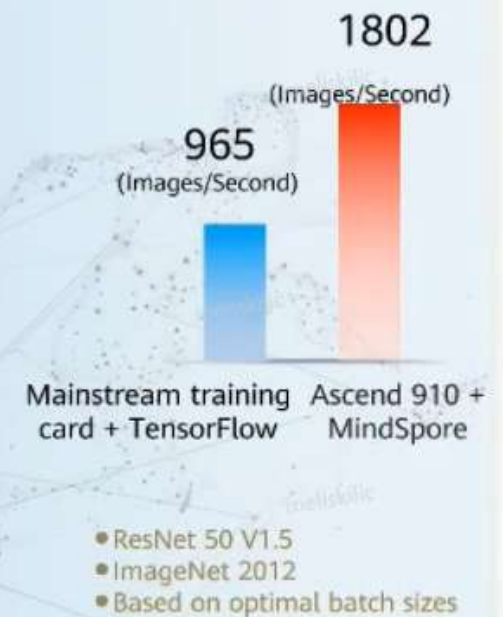 1802
(Images/Second)
965
(Images/Second)
Mainstream training
card + TensorFlow
Ascend 910 +
MindSpore
•ResNet 50 V1.5
•ImageNet 2012
•Based on optimal batch sizes